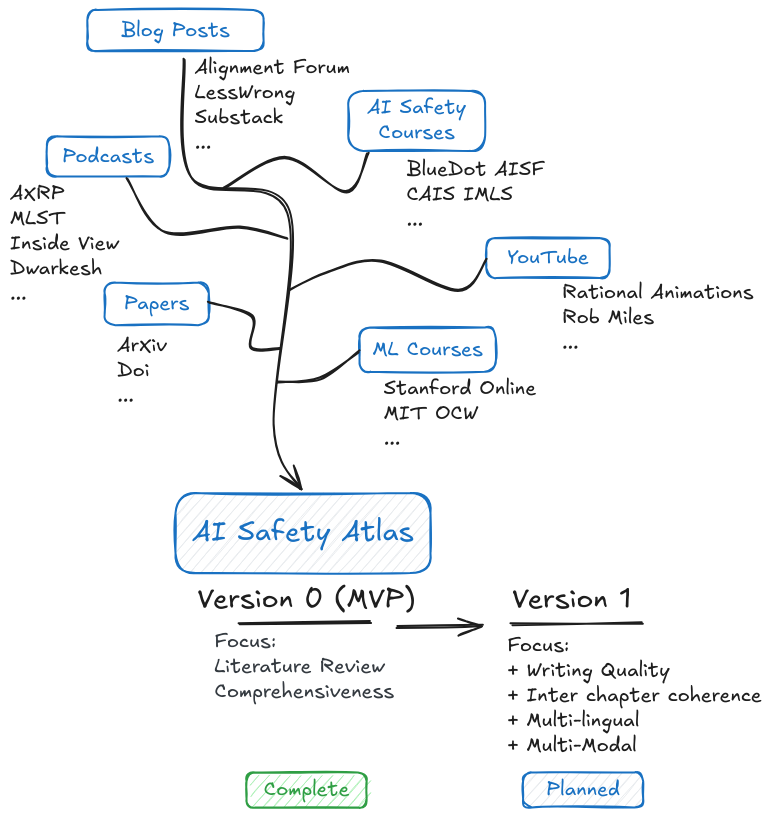 Blog Posts
Alignment Forum
LessWrong
Substack
...
AI Safety
Courses
BlueDot AISF
CAIS IMLS
...
Podcasts
AXRP
MLST
Inside View
Dwarkesh
...
YouTube
Rational Animations
Rob Miles
...
Papers
ArXiv
Doi
...
ML Courses
Stanford Online
MIT OCW
...
AI Safety Atlas
Version 0 (MVP)
Focus:
Literature Review
Comprehensiveness
Complete
Version 1
Focus:
+ Writing Quality
+ Inter chapter coherence
+ Multi-lingual
+ Multi-Modal
Planned